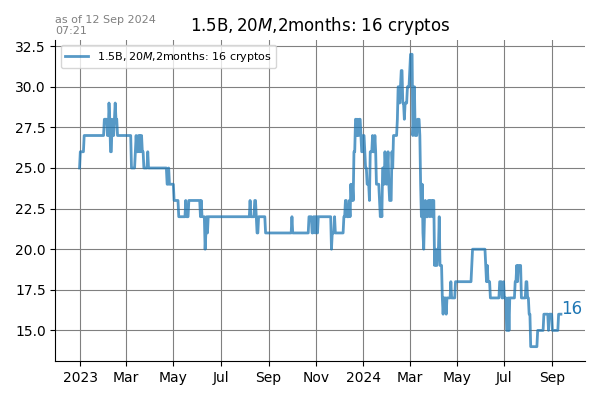 as of 12 Sep 2024
07:21
1.5B, 20M,2months: 16 cryptos
1.5B, 20M,2months: 16 cryptos
32.5
30.0
27.5
25.0
22.5
20.0
17.5
15.0
16
2023 Mar May Jul Sep Nov 2024 Mar May Jul Sep